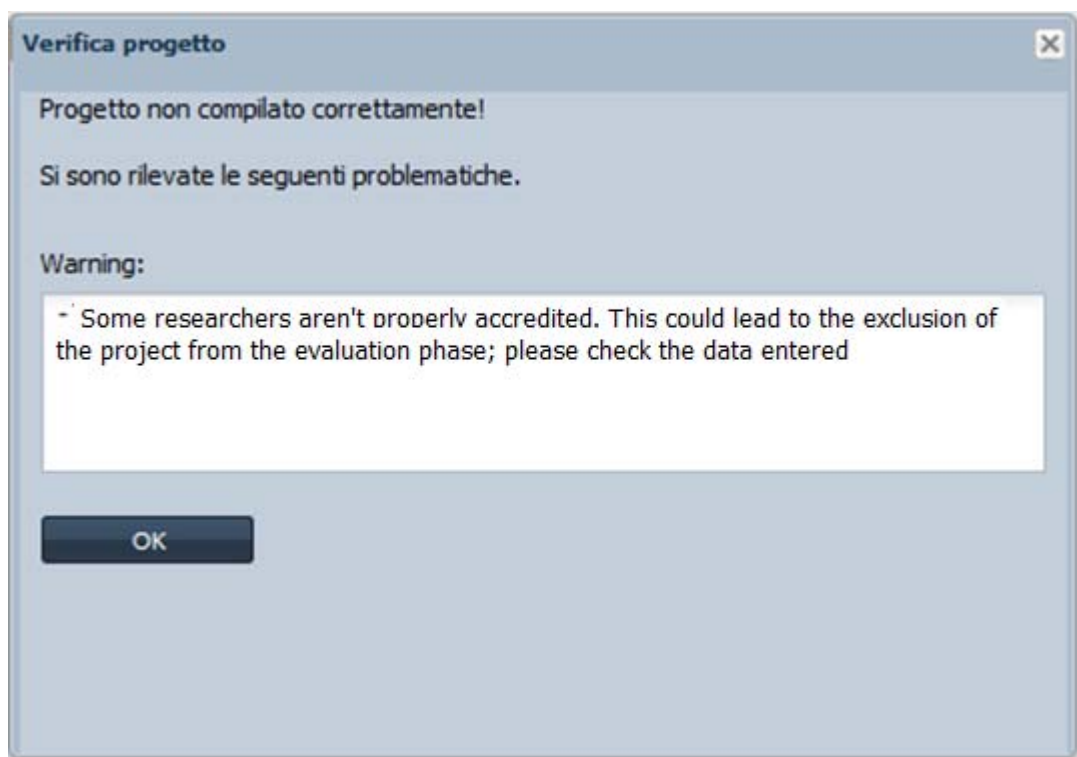 Verifica progetto
Progetto non compilato correttamente!
Si sono rilevate le seguenti problematiche.
Warning:
- Some researchers aren't properly accredited. This could lead to the exclusion of
the project from the evaluation phase; please check the data entered
OK